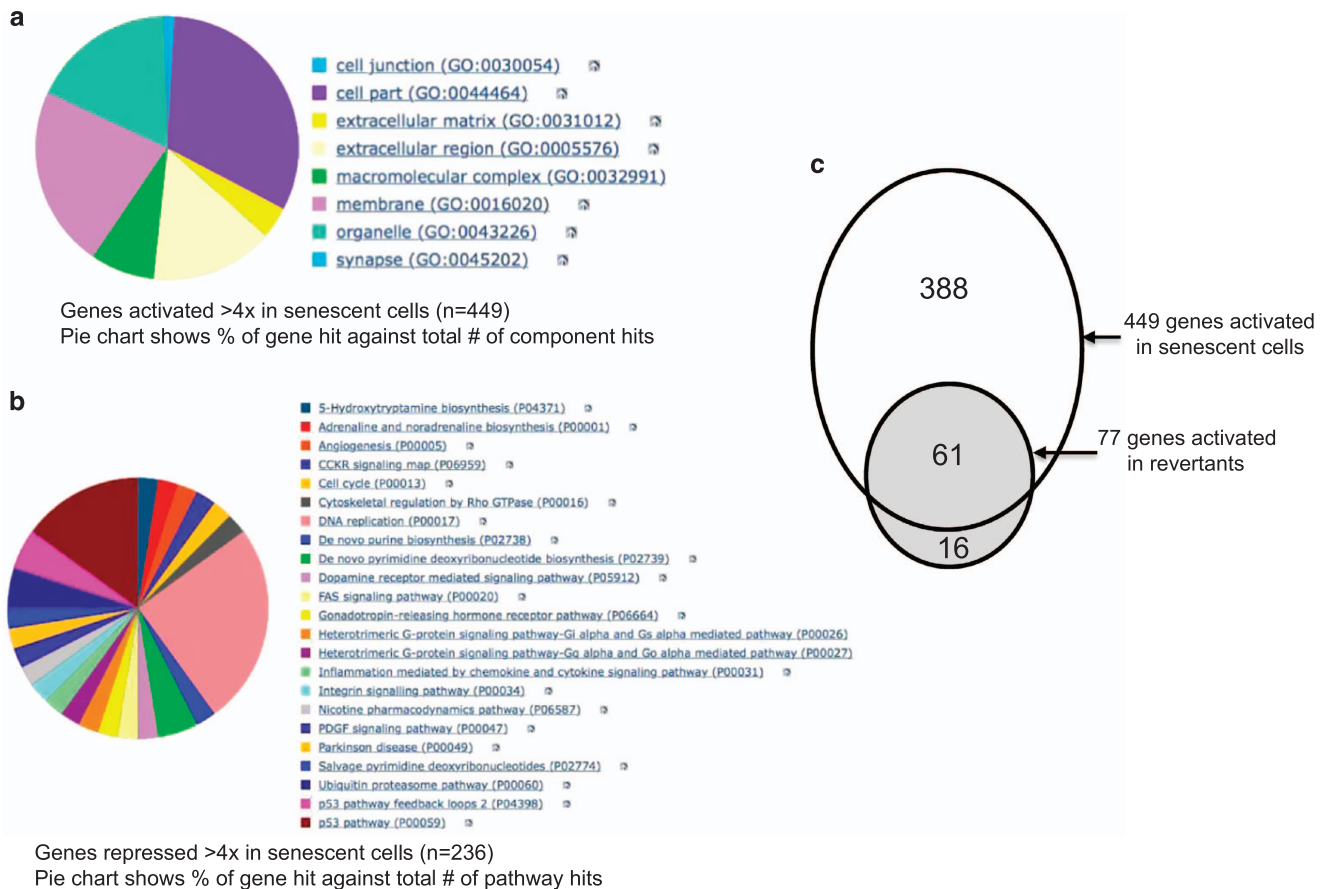 a
cell junction (GO:0030054)
cell part (GO:0044464)
extracellular matrix (GO:0031012)
extracellular region (GO:0005576)
macromolecular complex (GO:0032991)
membrane (GO:0016020)
organelle (GO:0043226)
synapse (GO:0045202)
Genes activated >4x in senescent cells (n=449)
Pie chart shows % of gene hit against total # of component hits
b
5-Hydroxytryptamine biosynthesis (P04371)
Adrenaline and noradrenaline biosynthesis (P00001)
Angiogenesis (P00005)
CCKR signaling map (P06959)
Cell cycle (P00013)
Cytoskeletal regulation by Rho GTPase (P00016)
DNA replication (P00017)
De novo purine biosynthesis (P02738)
De novo pyrimidine deoxyribonucleotide biosynthesis (P02739)
Dopamine receptor mediated signaling pathway (P05912)
FAS signaling pathway (P00020)
Gonadotropin-releasing hormone receptor pathway (P06664)
Heterotrimeric G-protein signaling pathway-Gi alpha and Gs alpha mediated pathway (P00026)
Heterotrimeric G-protein signaling pathway-Gq alpha and Go alpha mediated pathway (P00027)
Inflammation mediated by chemokine and cytokine signaling pathway (P00031)
Integrin signalling pathway (P00034)
Nicotine pharmacodynamics pathway (P06587)
PDGF signaling pathway (P00047)
Parkinson disease (P00049)
Salvage pyrimidine deoxyribonucleotides (P02774)
Ubiquitin proteasome pathway (P00060)
p53 pathway feedback loops 2 (P04398)
p53 pathway (P00059)
Genes repressed >4x in senescent cells (n=236)
Pie chart shows % of gene hit against total # of pathway hits
c
388
449 genes activated
in senescent cells
61
77 genes activated
in revertants
16